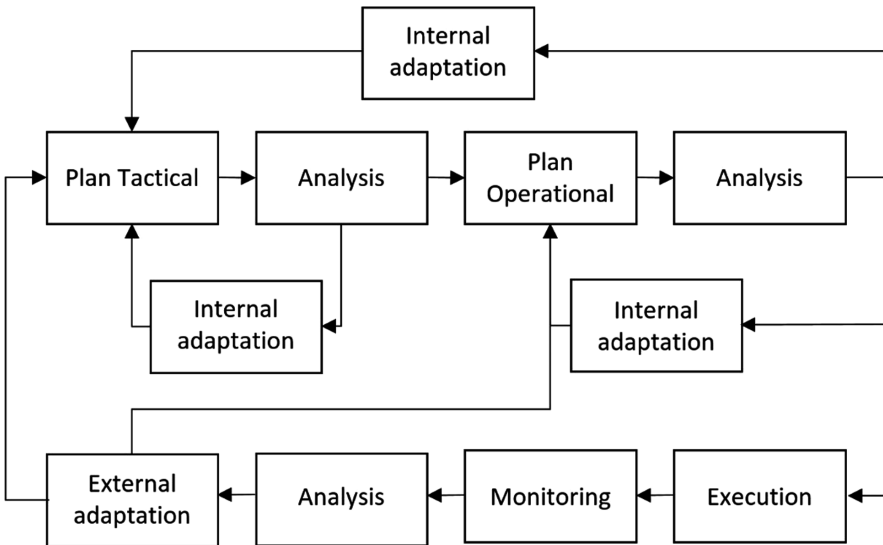 Internal
adaptation
Plan Tactical
Analysis
Plan
Operational
Analysis
Internal
adaptation
Internal
adaptation
External
adaptation
Analysis
Monitoring
Execution